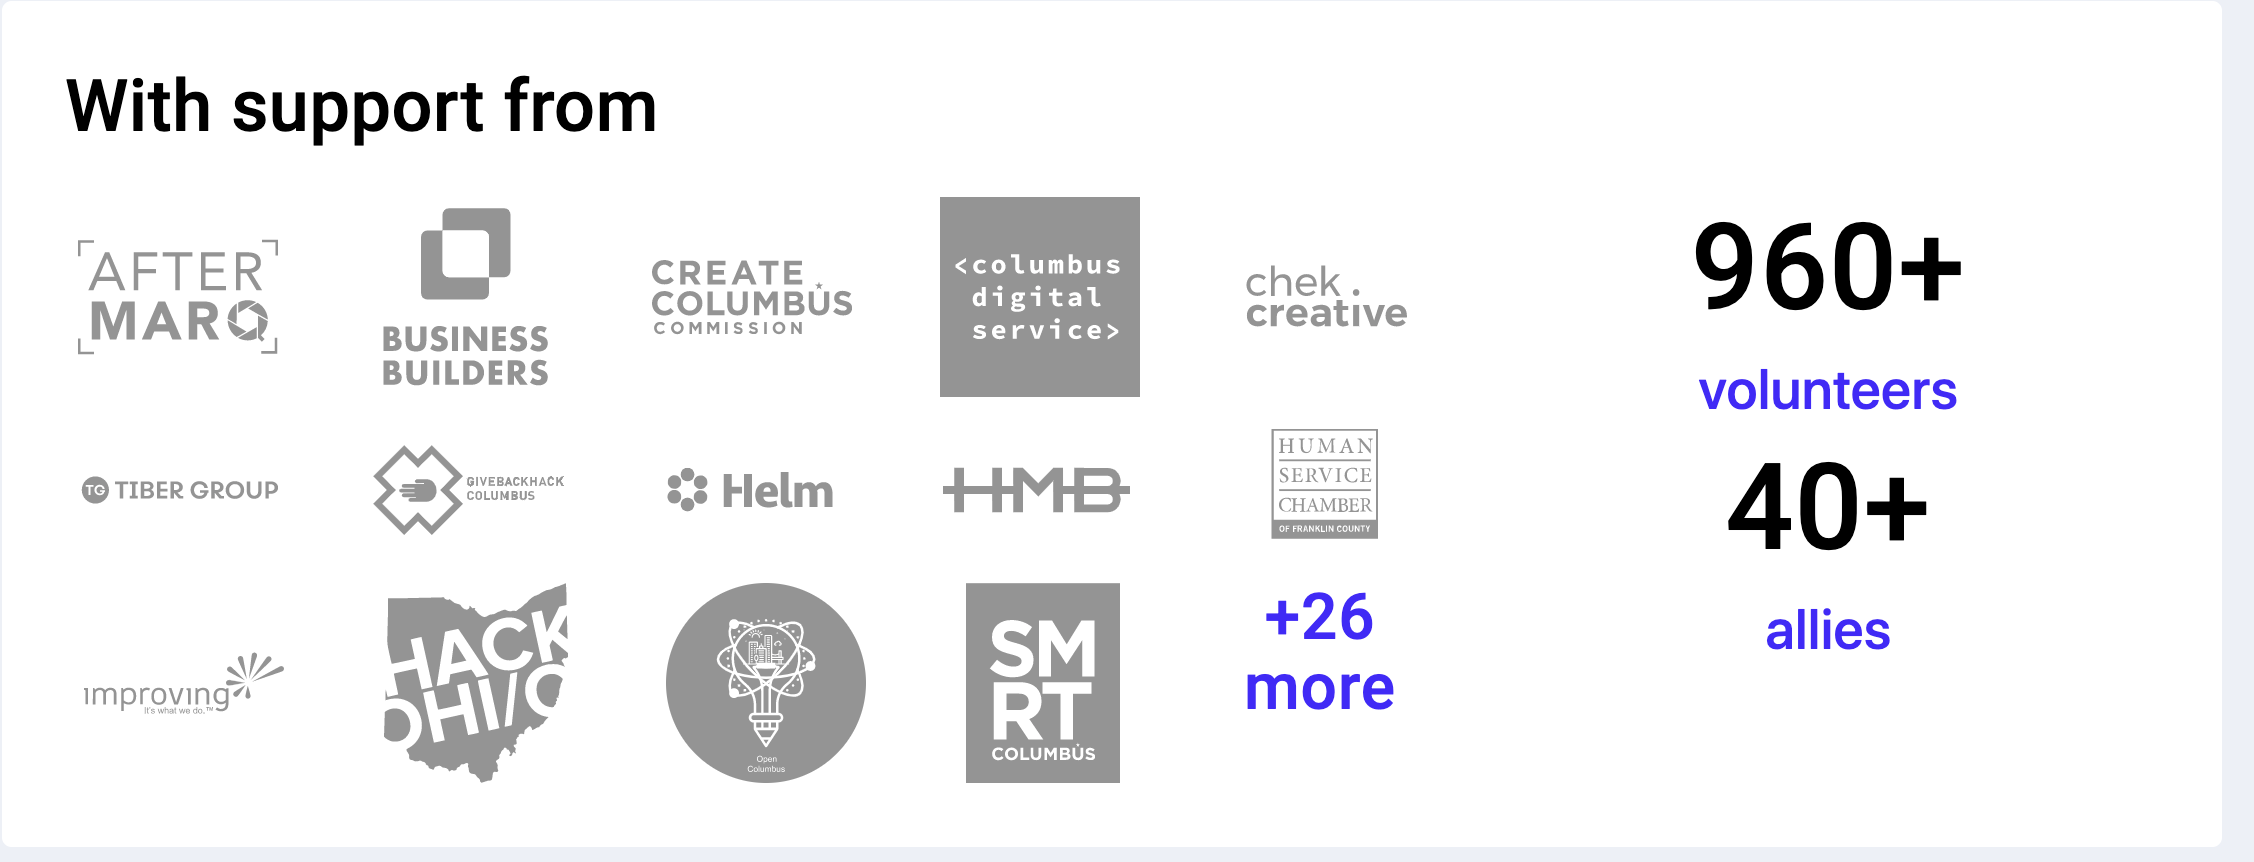 With support from
AFTER
MARQ
BUSINESS
BUILDERS
CREATE
COLUMBUS
COMMISSION
<columbus
digital
service>
chek.
creative
960+
volunteers
TG TIBER GROUP
GIVEBACKHACK
COLUMBUS
Helm
HMB
HUMAN
SERVICE
CHAMBER
OF FRANKLIN COUNTY
40+
allies
improving
It's what we do.™
HACK
OHI/O
Open
Columbus
SM
RT
COLUMBUS
+26
more